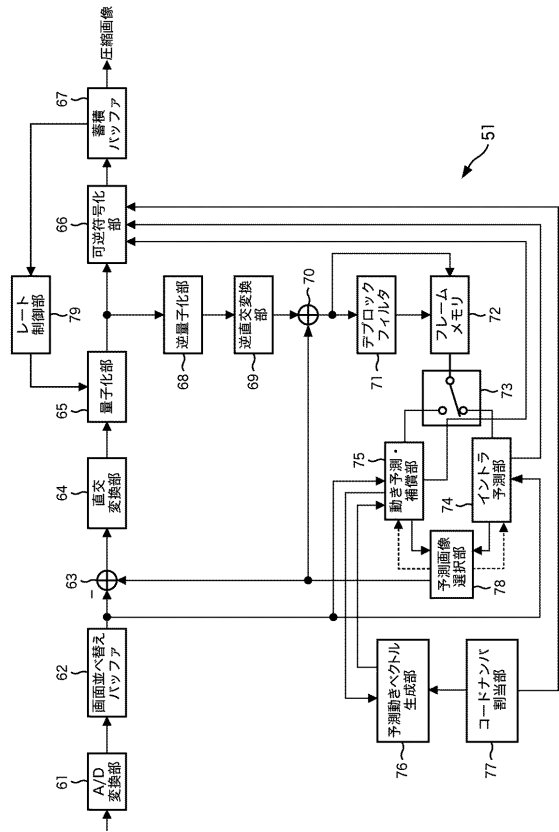 61
A/D
変換部
62
画面並べ替え
バッファ
63
−
64
直交
変換部
65
量子化部
レート
制御部
79
66
可逆符号化
部
67
蓄積
バッファ
圧縮画像
逆量子化部
68
逆直交変換
部
69
70
デブロック
フィルタ
71
フレーム
メモリ
72
73
75
動き予測・
補償部
74
イントラ
予測部
予測画像
選択部
78
予測動きベクトル
生成部
76
コードナンバ
割当部
77
51